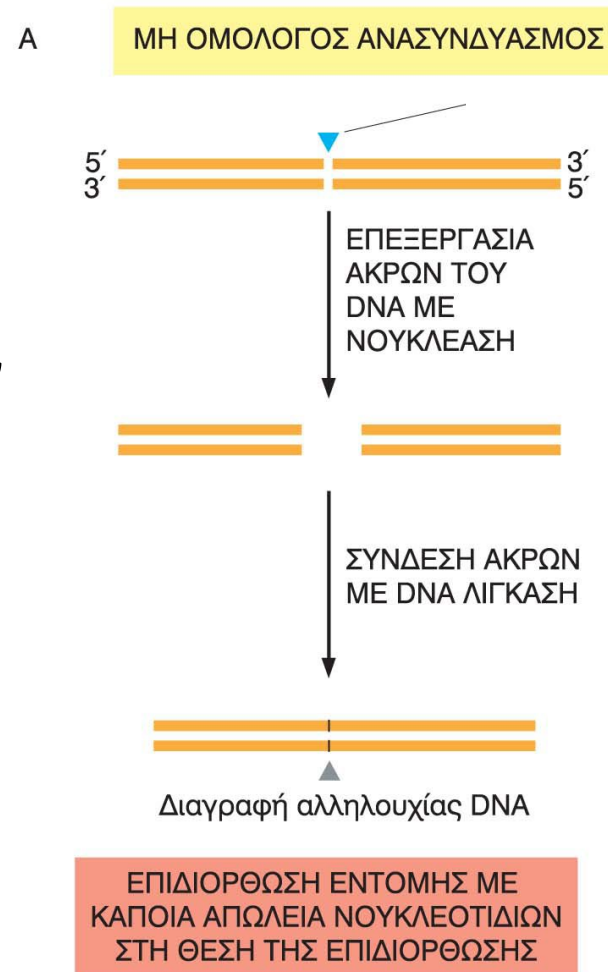 Α
ΜΗ ΟΜΟΛΟΓΟΣ ΑΝΑΣΥΝΔΥΑΣΜΟΣ
5′ 3′
3′ 5′
ΕΠΕΞΕΡΓΑΣΙΑ
ΑΚΡΩΝ ΤΟΥ
DNA ΜΕ
ΝΟΥΚΛΕΑΣΗ
ΣΥΝΔΕΣΗ ΑΚΡΩΝ
ΜΕ DNA ΛΙΓΚΑΣΗ
Διαγραφή αλληλουχίας DNA
ΕΠΙΔΙΟΡΘΩΣΗ ΕΝΤΟΜΗΣ ΜΕ
ΚΑΠΟΙΑ ΑΠΩΛΕΙΑ ΝΟΥΚΛΕΟΤΙΔΙΩΝ
ΣΤΗ ΘΕΣΗ ΤΗΣ ΕΠΙΔΙΟΡΘΩΣΗΣ